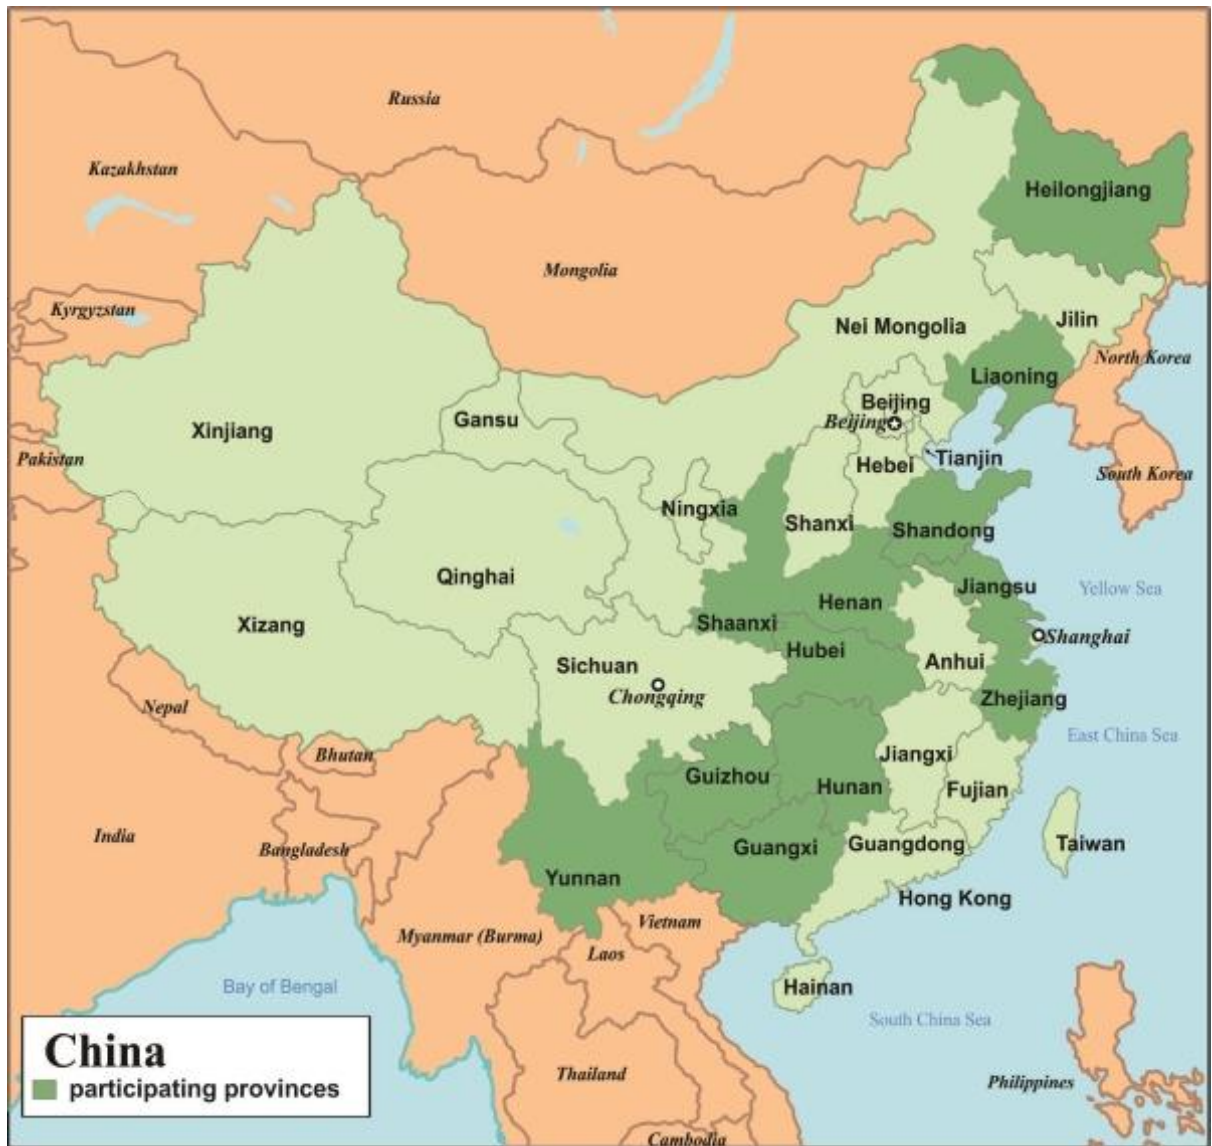 Russia
Kazakhstan
Heilongjiang
Mongolia
Kyrgyzstan
Nei Mongolia
Jilin
North Korea
Liaoning
Beijing
Gansu
Beijing
Xinjiang
Pakistan
Hebei
Tianjin
South Korea
Ningxia
Shanxi
Shandong
Qinghai
Jiangsu
Yellow Sea
Henan
Xizang
Shaanxi
Shanghai
Hubei
Sichuan
Anhui
Chongqing
Zhejiang
Nepal
East China Sea
Bhutan
Jiangxi
Guizhou
Hunan
Fujian
India
Bangladesh
Guangxi
Guangdong
Taiwan
Yunnan
Hong Kong
Vietnam
Myanmar (Burma)
Laos
Bay of Bengal
Hainan
South China Sea
China
participating provinces
Thailand
Philippines
Cambodia